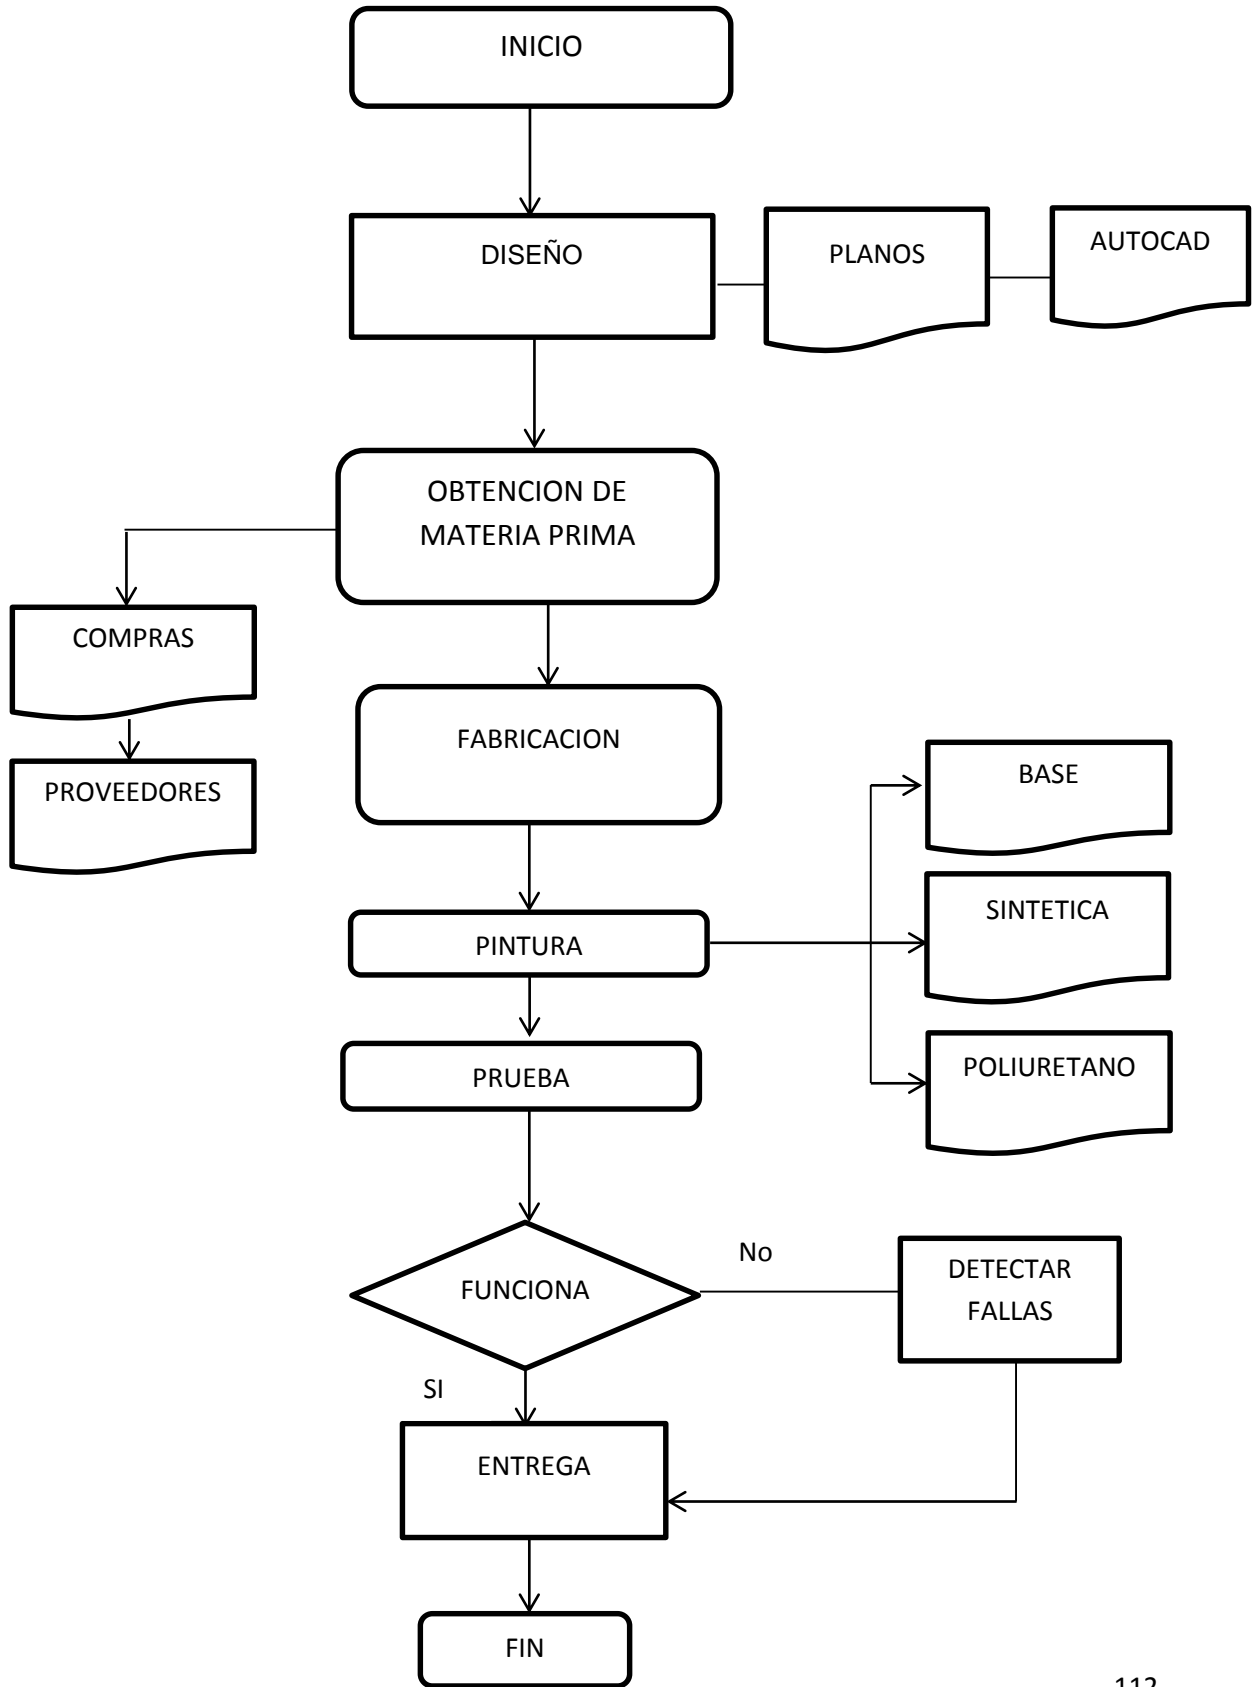 INICIO
DISEÑO
PLANOS
AUTOCAD
OBTENCION DE
MATERIA PRIMA
COMPRAS
PROVEEDORES
FABRICACION
BASE
SINTETICA
PINTURA
POLIURETANO
PRUEBA
No
FUNCIONA
DETECTAR
FALLAS
SI
ENTREGA
FIN
112